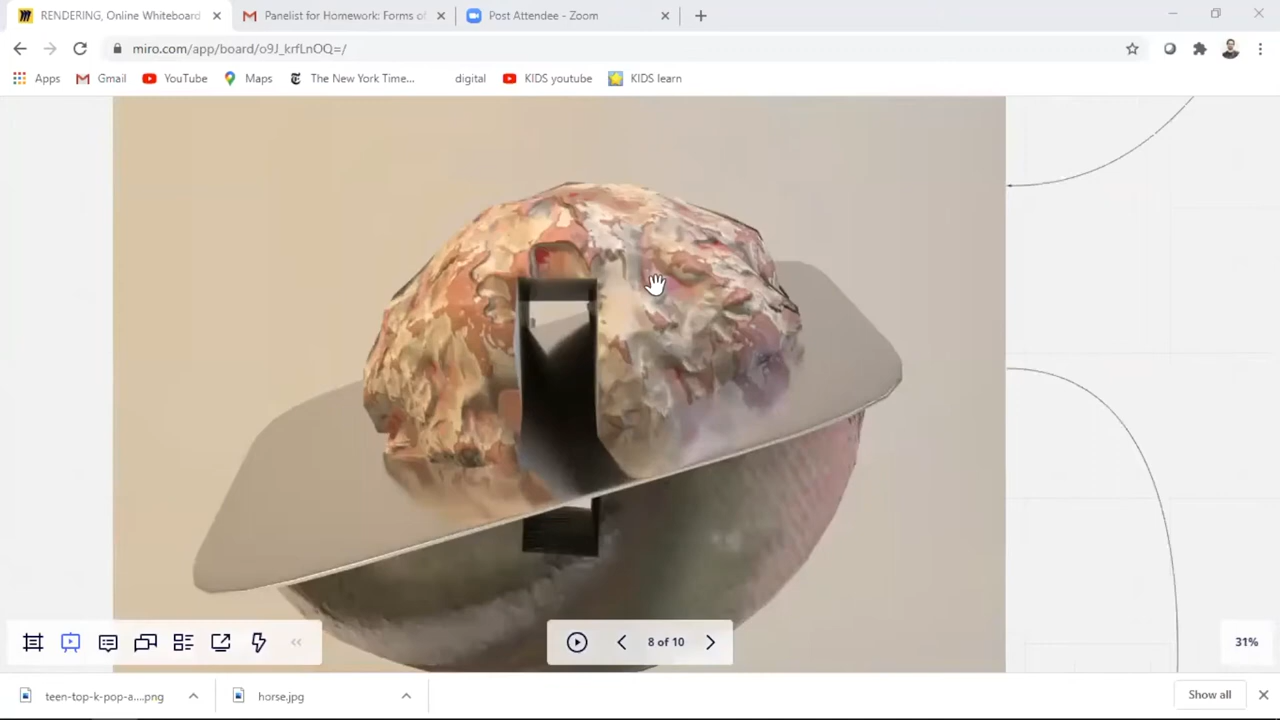 RENDERING, Online Whiteboard
Panelist for Homework: Forms of
Post Attendee - Zoom
miro.com/app/board/o9J_krfLnOQ=/
Apps
Gmail
YouTube
Maps
The New York Time...
digital
KIDS youtube
KIDS learn
8 of 10
31%
teen-top-k-pop-a....png
horse.jpg
Show all